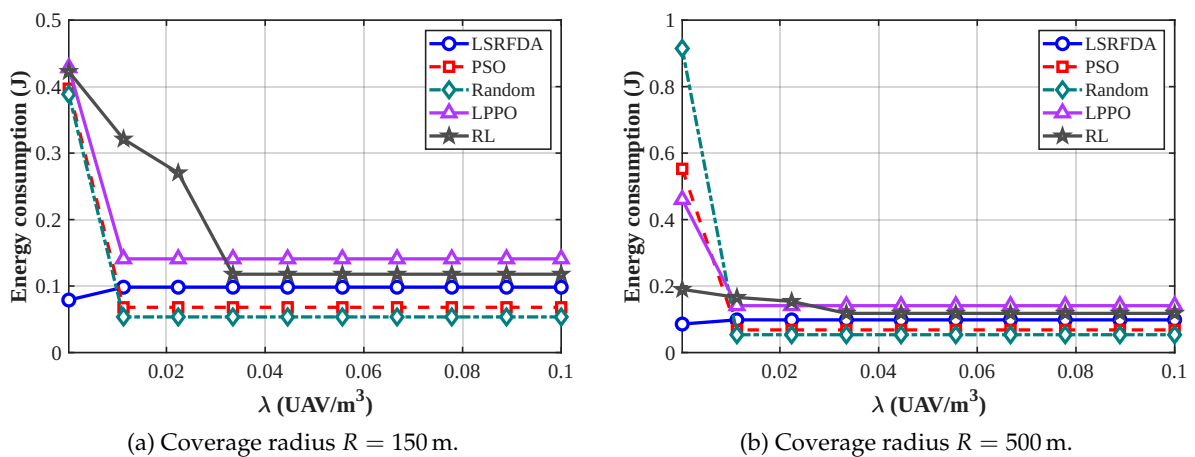 0.5
0.4
0.3
0.2
0.1
0
Energy consumption (J)
LSRFDA
PSO
Random
LPPO
RL
0.02 0.04 0.06 0.08 0.1
λ (UAV/m³)
(a) Coverage radius R = 150 m.
1
0.8
0.6
0.4
0.2
0
Energy consumption (J)
LSRFDA
PSO
Random
LPPO
RL
0.02 0.04 0.06 0.08 0.1
λ (UAV/m³)
(b) Coverage radius R = 500 m.